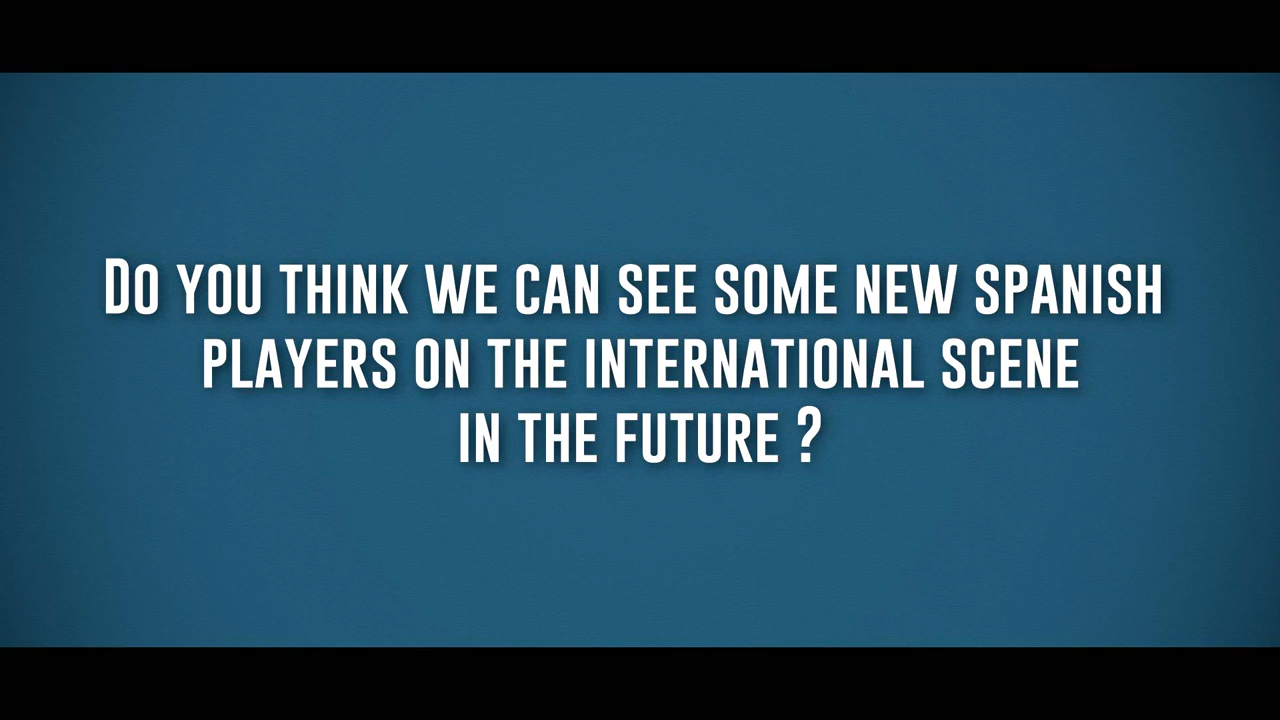 Do you think we can see some new spanish
players on the international scene
in the future ?